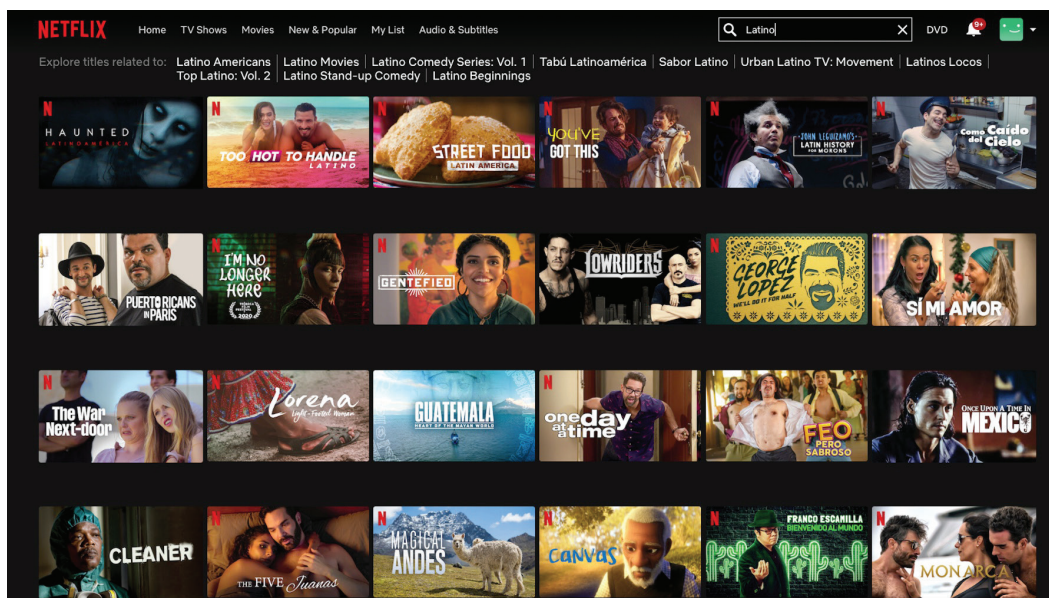 NETFLIX Home TV Shows Movies New & Popular My List Audio & Subtitles Latino DVD 9+
Explore titles related to: Latino Americans | Latino Movies | Latino Comedy Series: Vol. 1 | Tabú Latinoamérica | Sabor Latino | Urban Latino TV: Movement | Latinos Locos |
Top Latino: Vol. 2 | Latino Stand-up Comedy | Latino Beginnings
N
HAUNTED
LATINOAMÉRICA
N
TOO HOT TO HANDLE
LATINO
N
STREET FOOD
LATIN AMERICA
N
YOU'VE
GOT THIS
N
JOHN LEGUIZAMO'S
LATIN HISTORY
FOR MORONS
N
Como Caído
del Cielo
PUERTO RICANS
IN PARIS
N
I'M NO
LONGER
HERE
TRIBECA
FILM
FESTIVAL
2020
N
GENTEFIED
LOWRIDERS
N
GEORGE
LOPEZ
WE'LL DO IT FOR HALF
SÍ MI AMOR
N
The War
Next-door
N
Lorena
Light-Footed Woman
GUATEMALA
HEART OF THE MAYAN WORLD
N
one day
at a time
N
FEO
PERO
SABROSO
ONCE UPON A TIME IN
MEXICO
CLEANER
N
THE FIVE Juanas
N
MAGICAL
ANDES
N
CANVAS
N
FRANCO ESCAMILLA
BIENVENIDO AL MUNDO
N
MONARCA